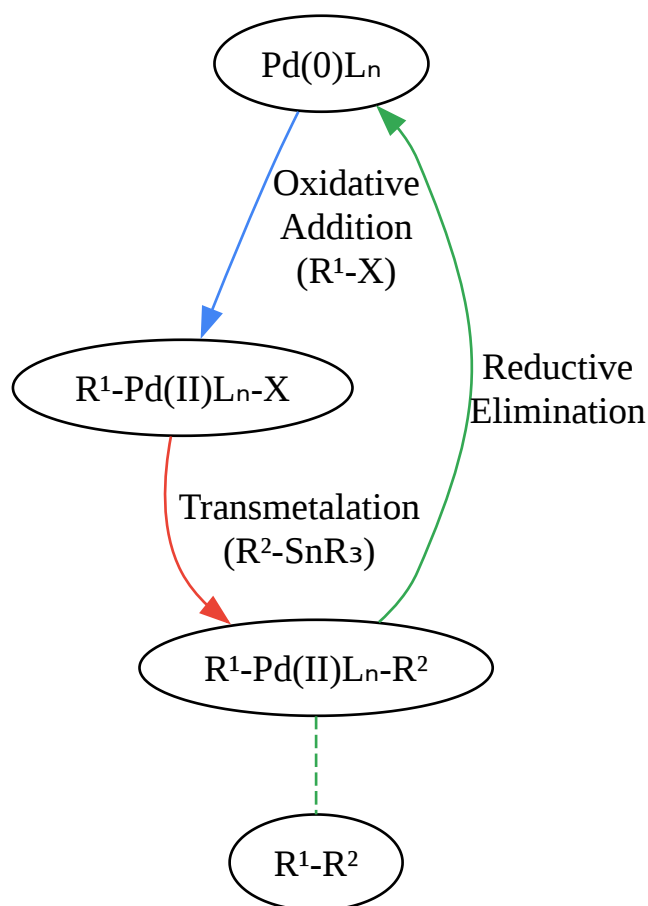 Pd(0)Lₙ
Oxidative
Addition
(R¹-X)
R¹-Pd(II)Lₙ-X
Reductive
Elimination
Transmetalation
(R²-SnR₃)
R¹-Pd(II)Lₙ-R²
R¹-R²